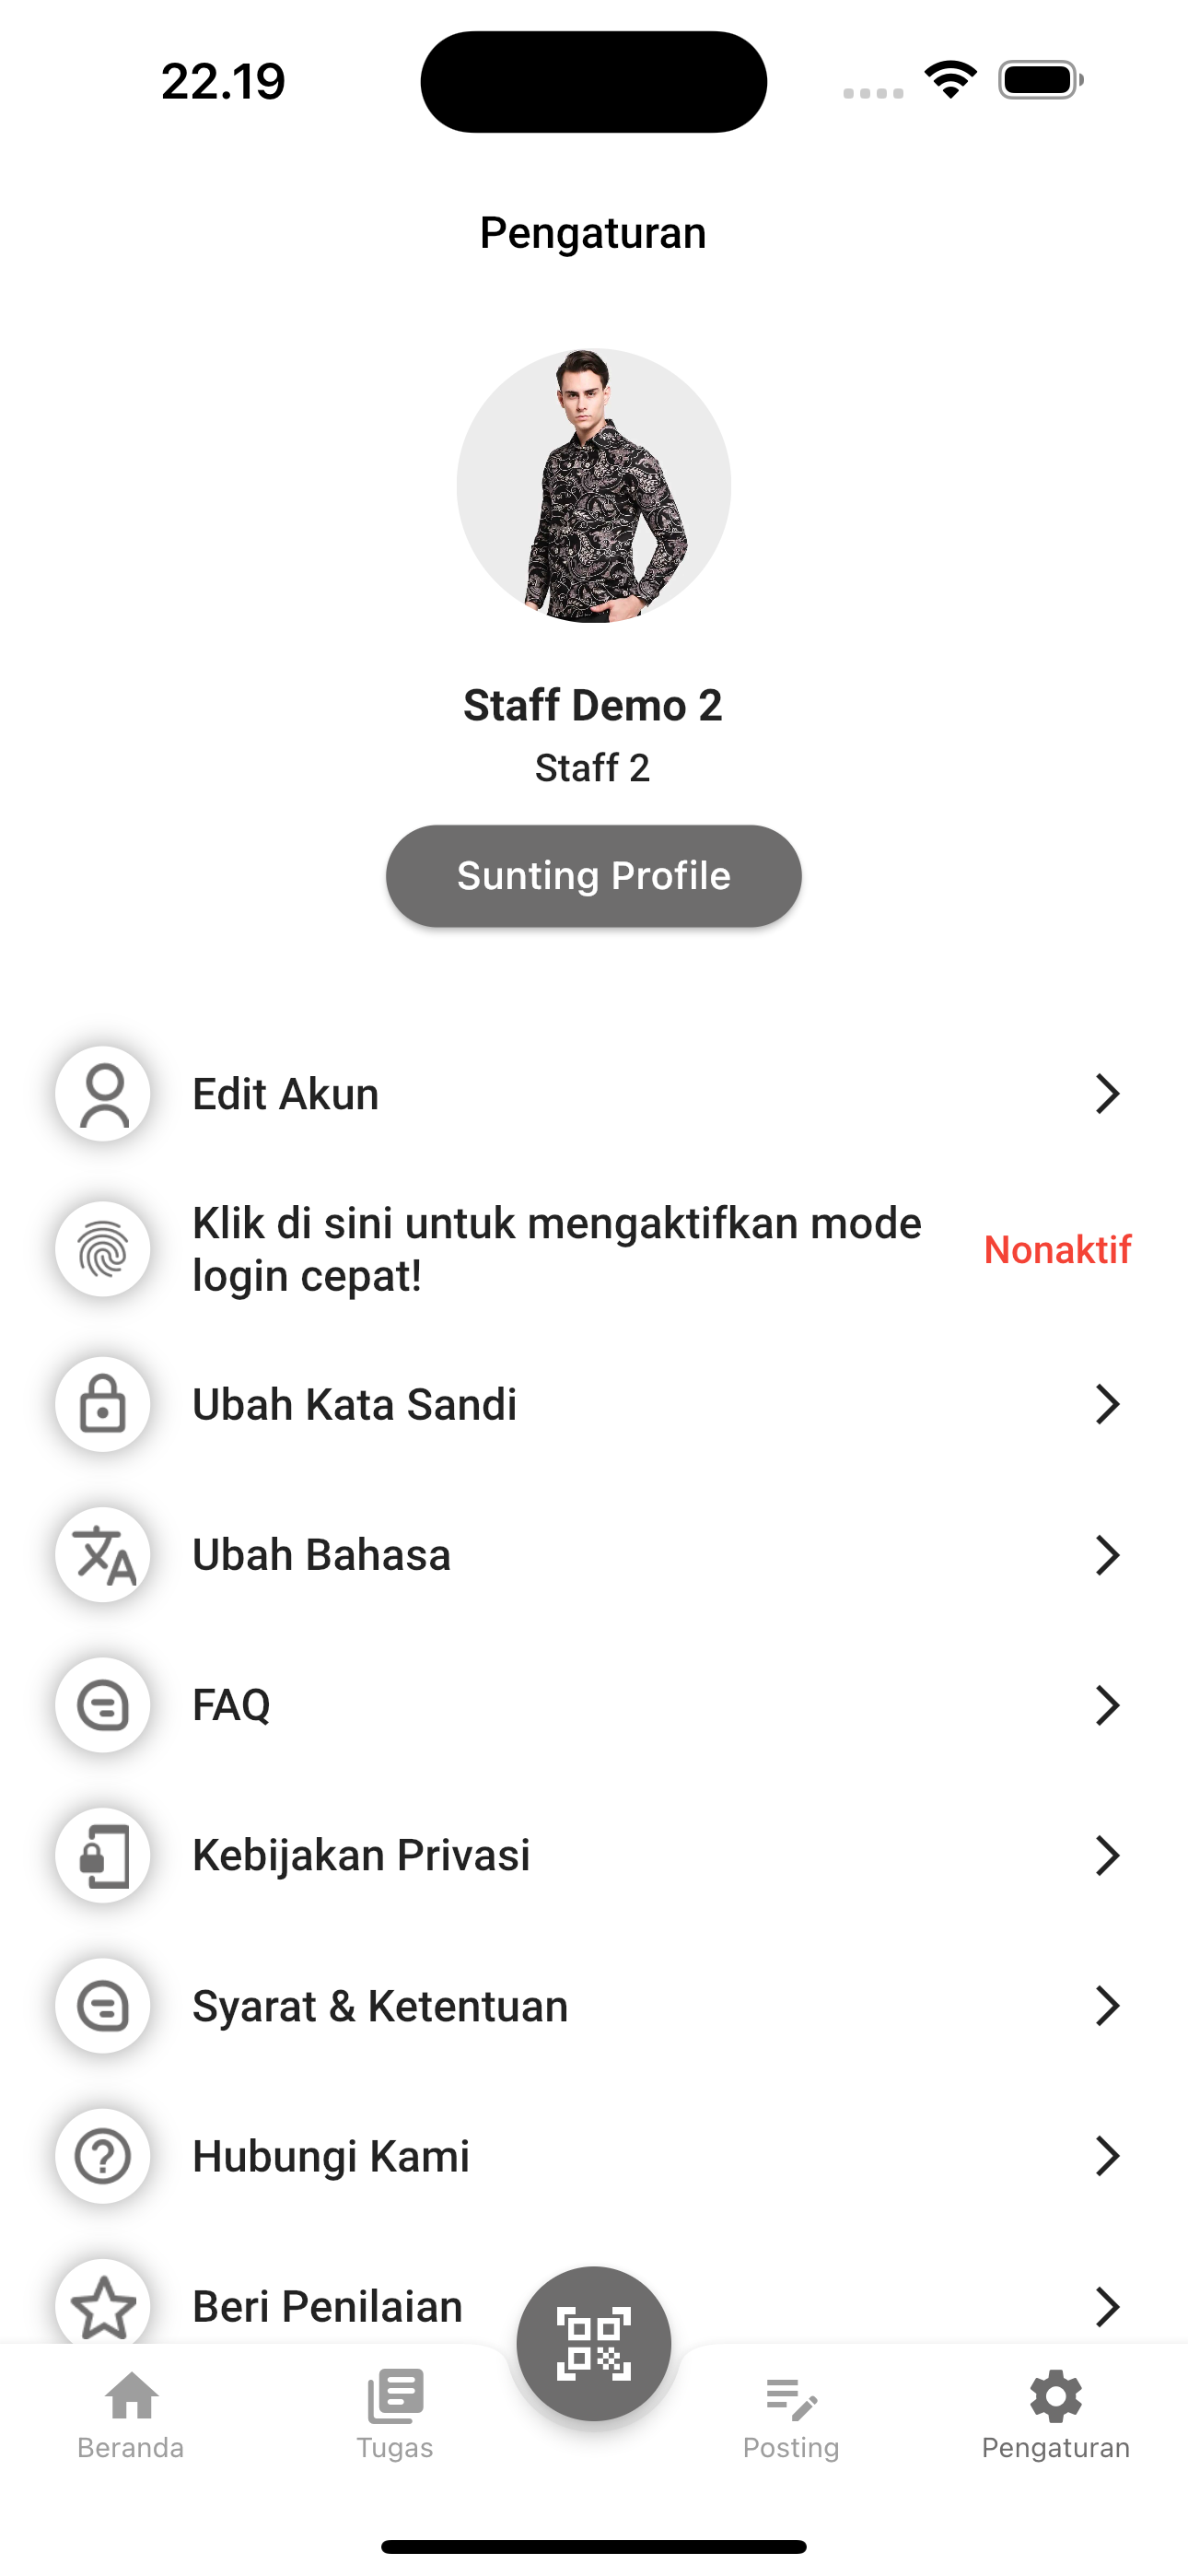 22.19
Pengaturan
Staff Demo 2
Staff 2
Sunting Profile
Edit Akun
Klik di sini untuk mengaktifkan mode
login cepat!
Nonaktif
Ubah Kata Sandi
Ubah Bahasa
FAQ
Kebijakan Privasi
Syarat & Ketentuan
Hubungi Kami
Beri Penilaian
Beranda
Tugas
Posting
Pengaturan